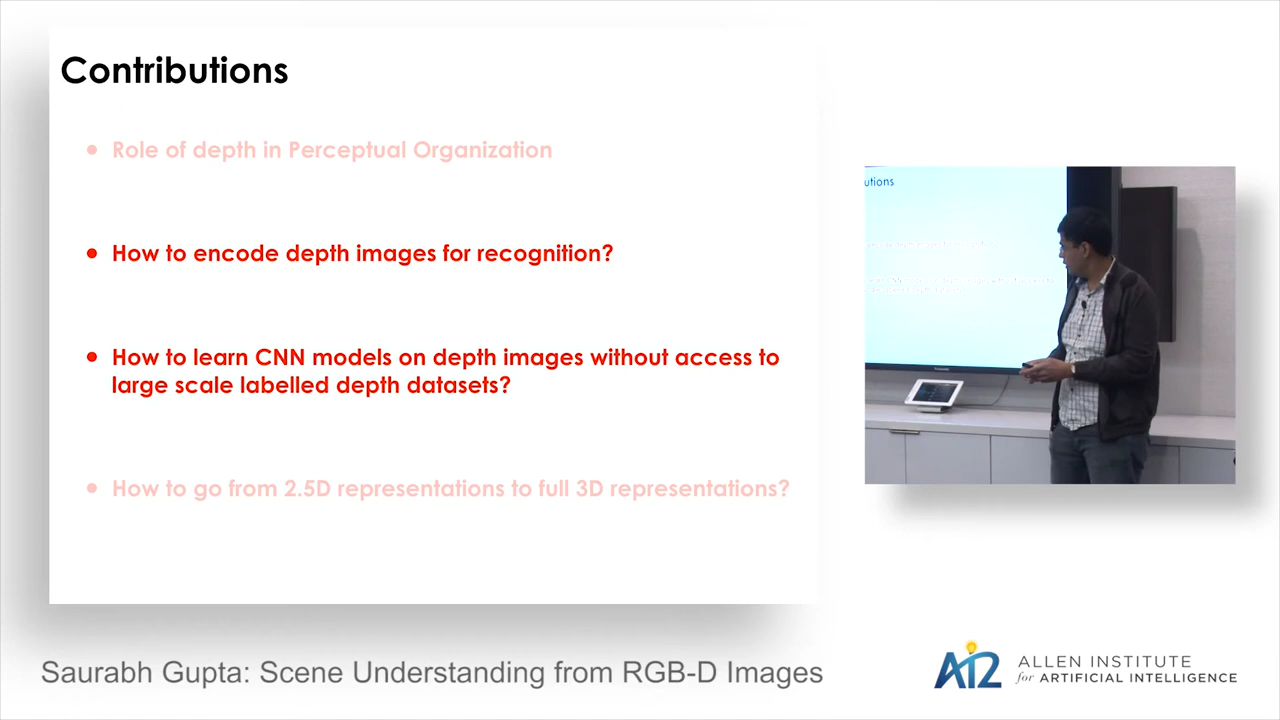 Contributions
• Role of depth in Perceptual Organization
• How to encode depth images for recognition?
• How to learn CNN models on depth images without access to
large scale labelled depth datasets?
• How to go from 2.5D representations to full 3D representations?
utions
Saurabh Gupta: Scene Understanding from RGB-D Images
AI2 ALLEN INSTITUTE
for ARTIFICIAL INTELLIGENCE